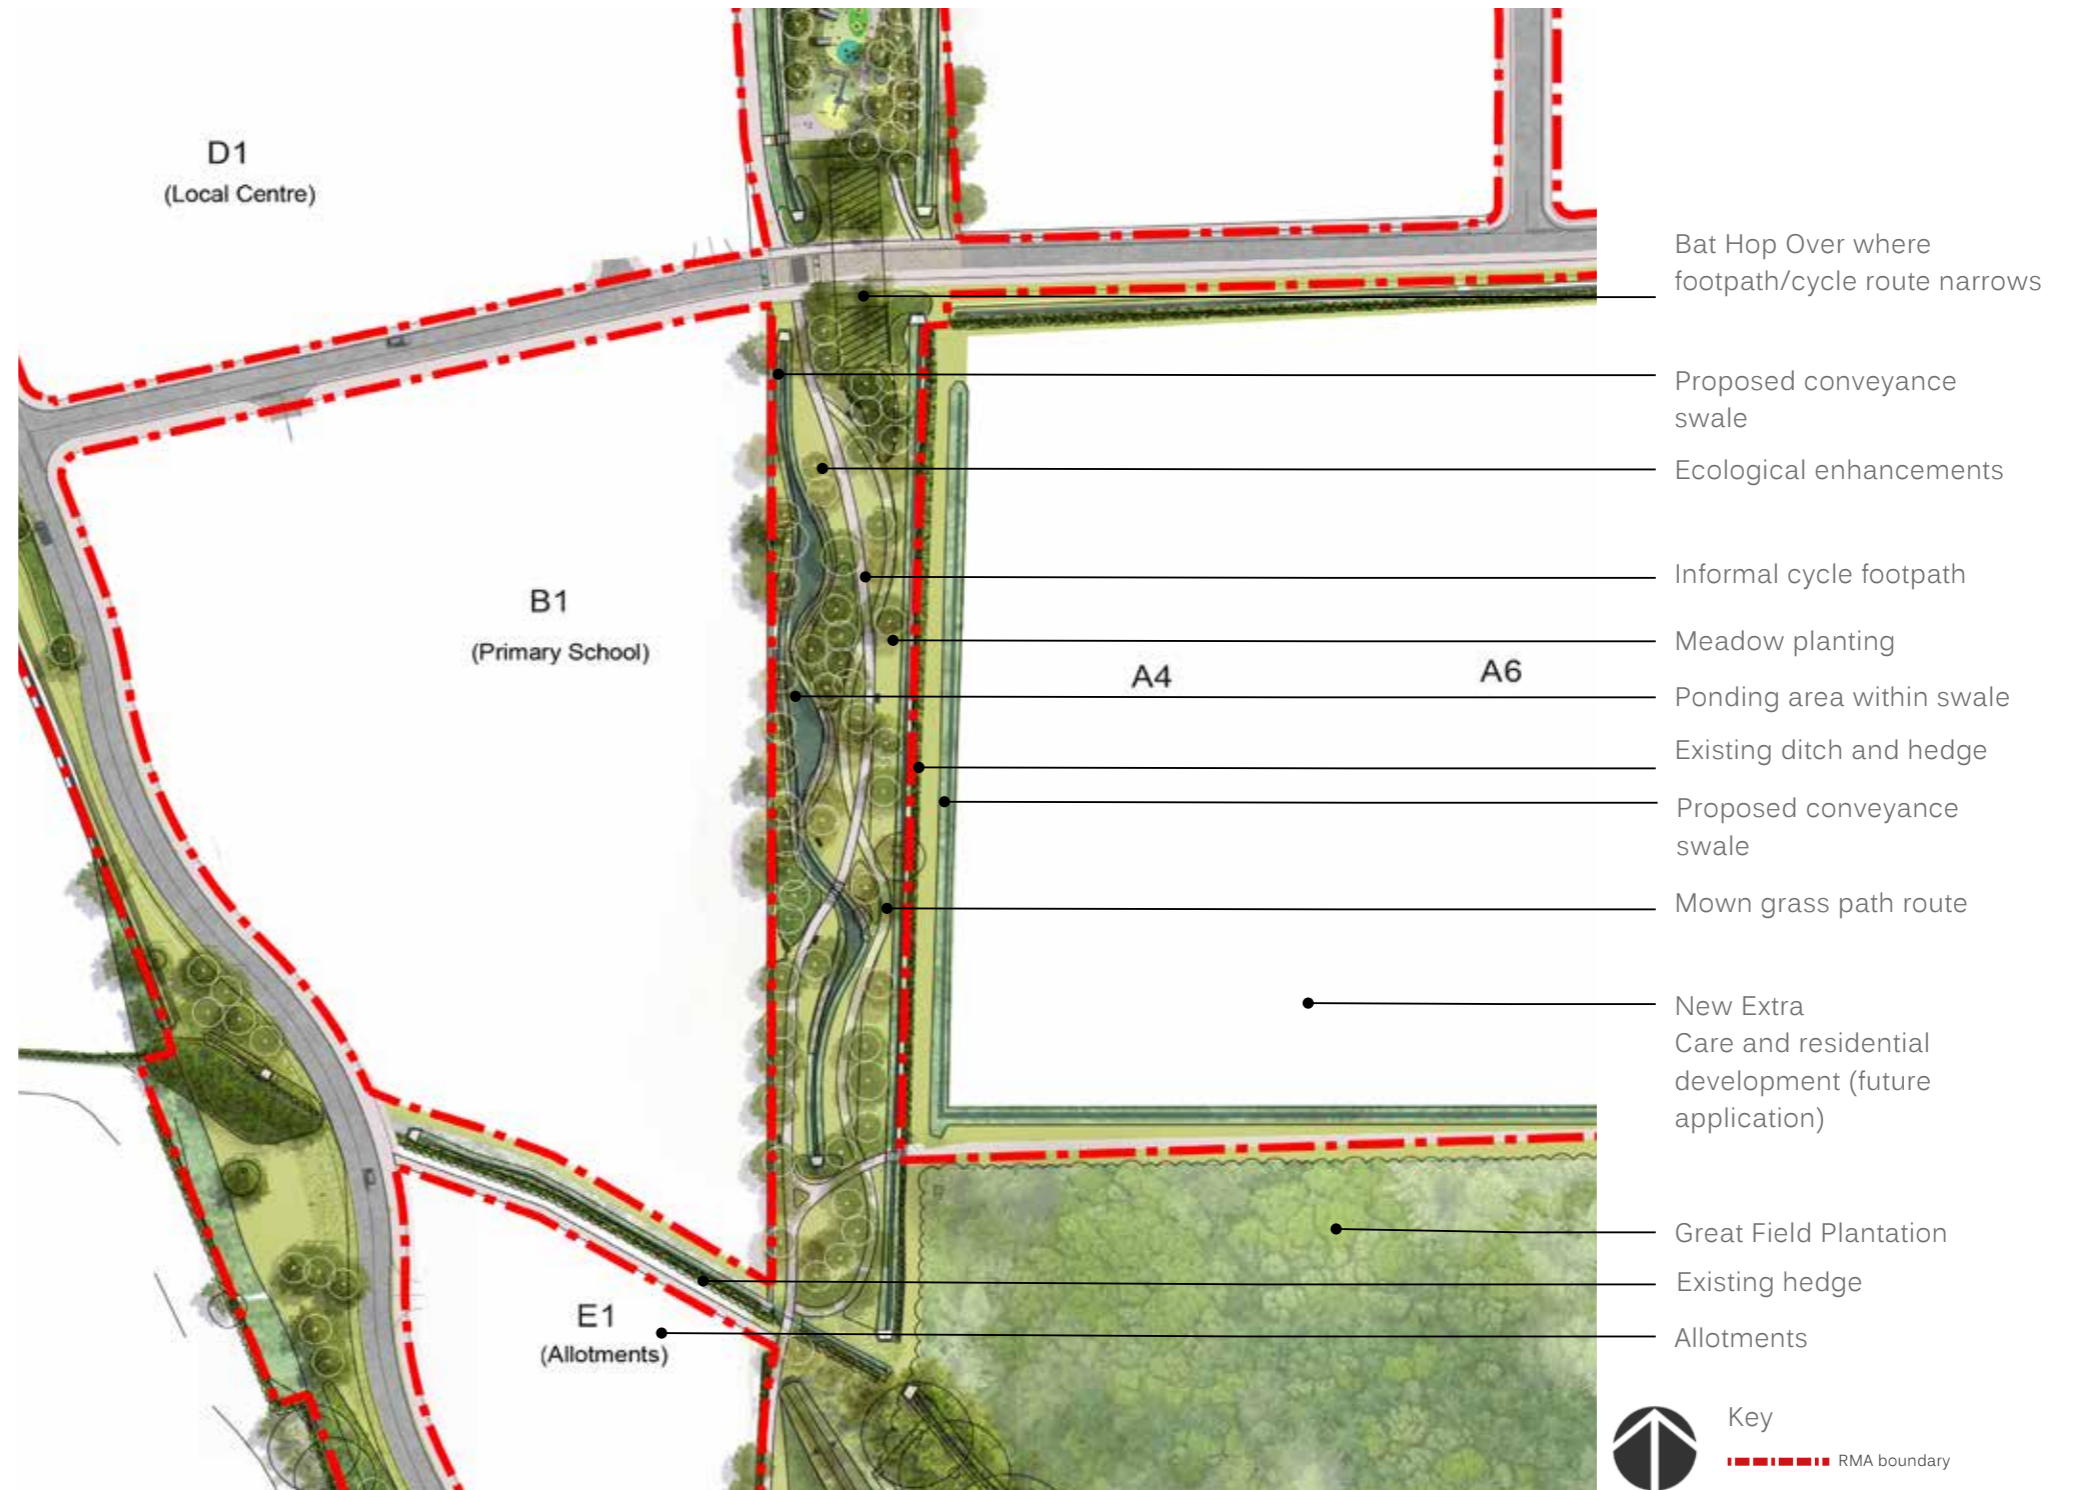 D1
(Local Centre)
B1
(Primary School)
A4
A6
E1
(Allotments)
Bat Hop Over where
footpath/cycle route narrows
Proposed conveyance
swale
Ecological enhancements
Informal cycle footpath
Meadow planting
Ponding area within swale
Existing ditch and hedge
Proposed conveyance
swale
Mown grass path route
New Extra
Care and residential
development (future
application)
Great Field Plantation
Existing hedge
Allotments
Key
RMA boundary